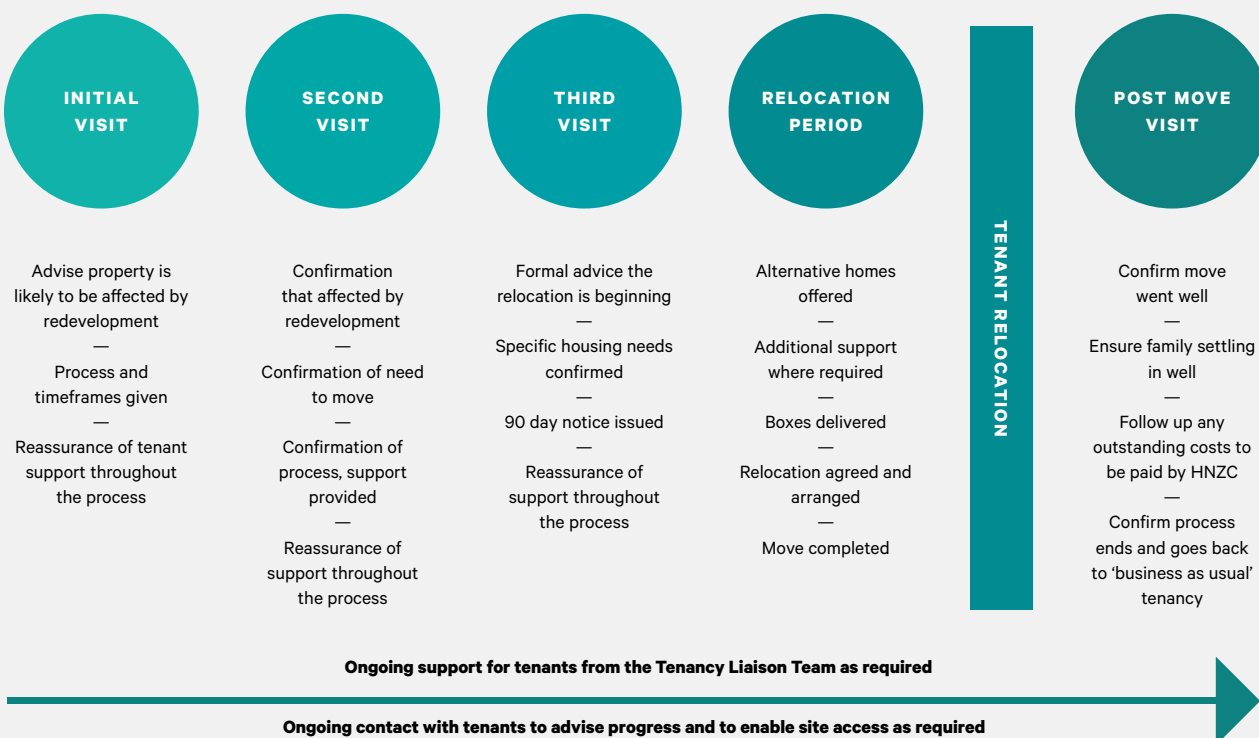 INITIAL
VISIT
Advise property is
likely to be affected by
redevelopment
—
Process and
timeframes given
—
Reassurance of tenant
support throughout
the process
SECOND
VISIT
Confirmation
that affected by
redevelopment
—
Confirmation of need
to move
—
Confirmation of
process, support
provided
—
Reassurance of
support throughout
the process
THIRD
VISIT
Formal advice the
relocation is beginning
—
Specific housing needs
confirmed
—
90 day notice issued
—
Reassurance of
support throughout
the process
RELOCATION
PERIOD
Alternative homes
offered
—
Additional support
where required
—
Boxes delivered
—
Relocation agreed and
arranged
—
Move completed
TENANT RELOCATION
POST MOVE
VISIT
Confirm move
went well
—
Ensure family settling
in well
—
Follow up any
outstanding costs to
be paid by HNZC
—
Confirm process
ends and goes back
to ‘business as usual’
tenancy
Ongoing support for tenants from the Tenancy Liaison Team as required
Ongoing contact with tenants to advise progress and to enable site access as required